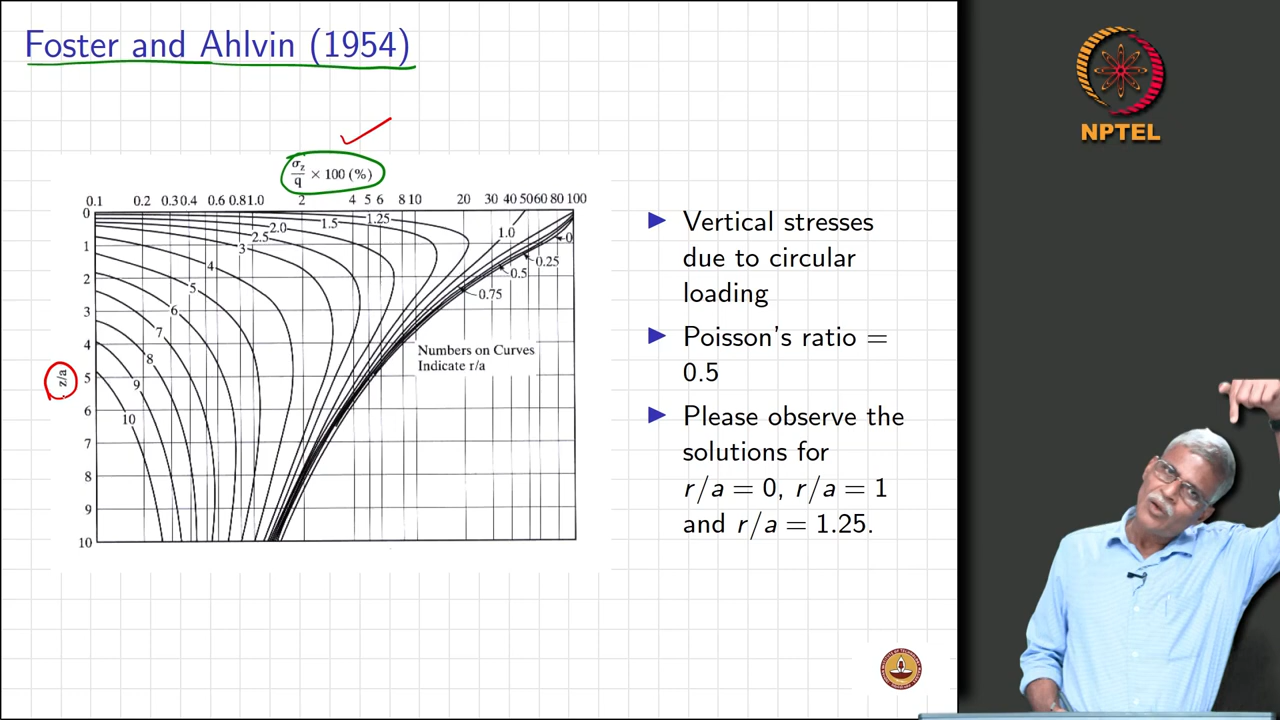 Foster and Ahlvin (1954)
σz
q × 100 (%)
0.1 0.2 0.3 0.4 0.6 0.8 1.0 2 4 5 6 8 10 20 30 40 50 60 80 100
0
1
2
3
4
5
6
7
8
9
10
z/a
1.25
1.5
2.0
2.5
3
4
5
6
7
8
9
10
1.0
0
0.25
0.5
0.75
Numbers on Curves
Indicate r/a
▶ Vertical stresses
due to circular
loading
▶ Poisson's ratio =
0.5
▶ Please observe the
solutions for
r/a = 0, r/a = 1
and r/a = 1.25.
NPTEL